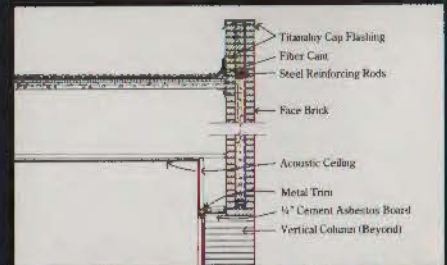 Titanaloy Cap Flashing
Fiber Cant
Steel Reinforcing Rods
Face Brick
Acoustic Ceiling
Metal Trim
¼" Cement Asbestos Board
Vertical Column (Beyond)